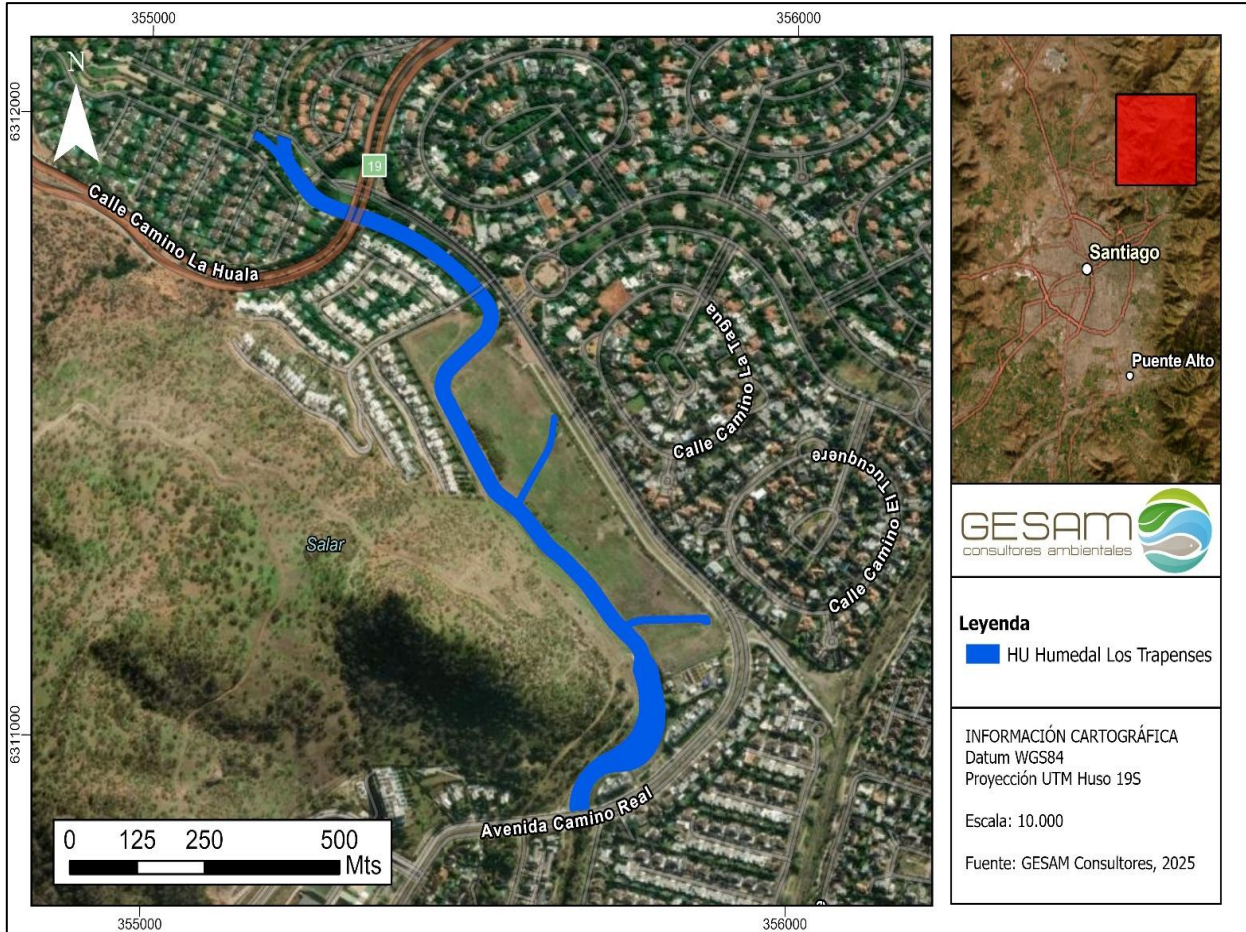 355000
356000
6312000
N
19
Calle Camino La Huala
Calle Camino La Tagua
Calle Camino El Tucuquere
Salar
6311000
Avenida Camino Real
0 125 250 500
Mts
355000
356000
Santiago
Puente Alto
GESAM
consultores ambientales
Leyenda
HU Humedal Los Trapenses
INFORMACIÓN CARTOGRÁFICA
Datum WGS84
Proyección UTM Huso 19S
Escala: 10.000
Fuente: GESAM Consultores, 2025